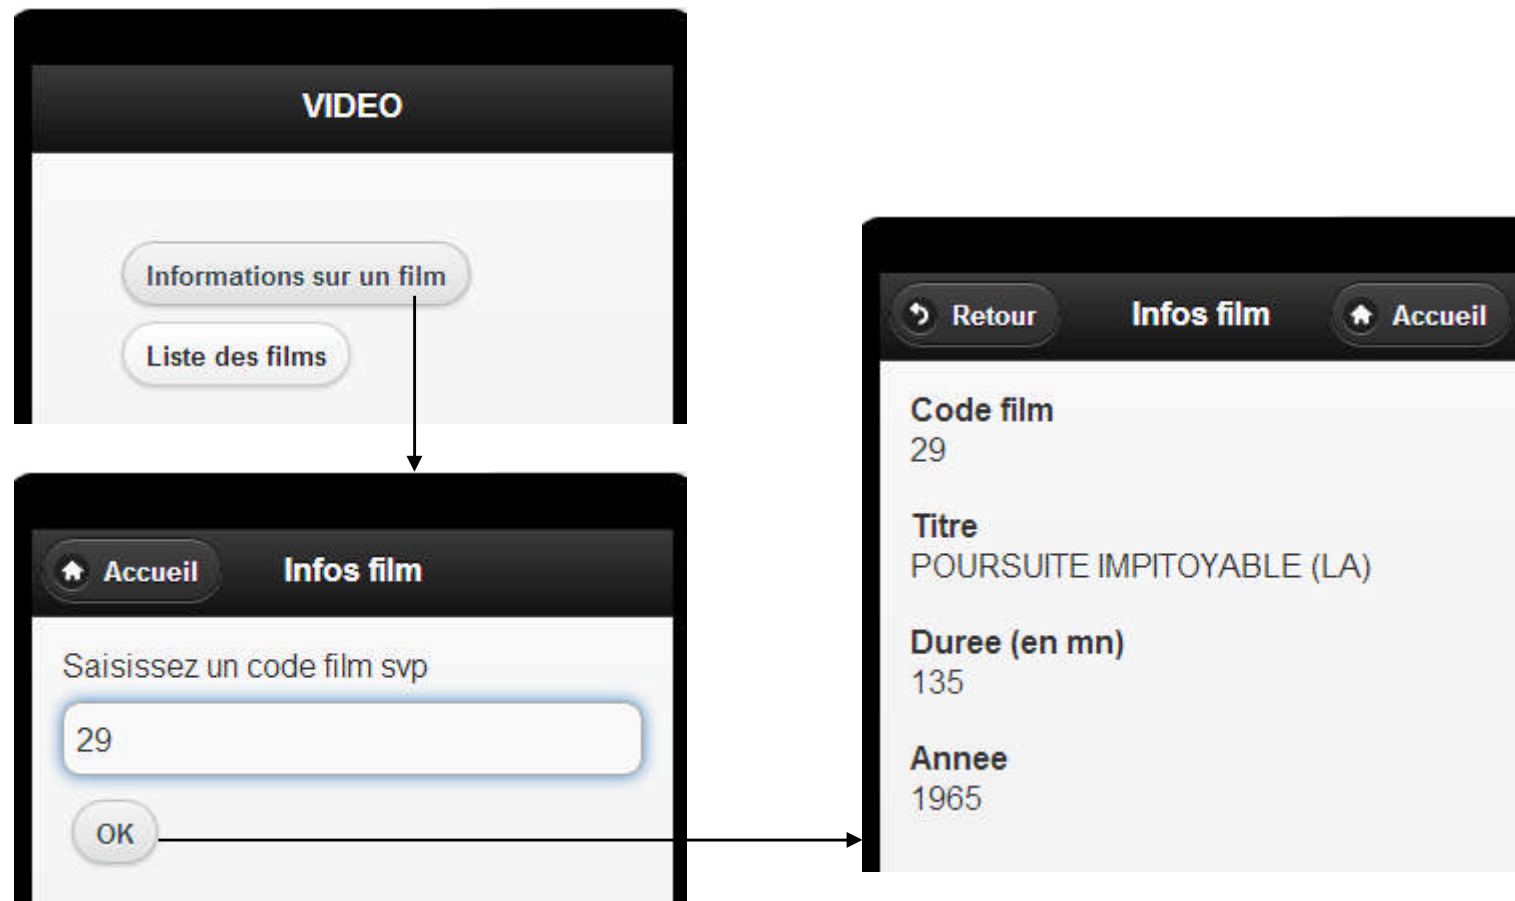 VIDEO
Informations sur un film
Liste des films
Accueil
Infos film
Saisissez un code film svp
29
OK
Retour
Infos film
Accueil
Code film
29
Titre
POURSUITE IMPITOYABLE (LA)
Duree (en mn)
135
Annee
1965